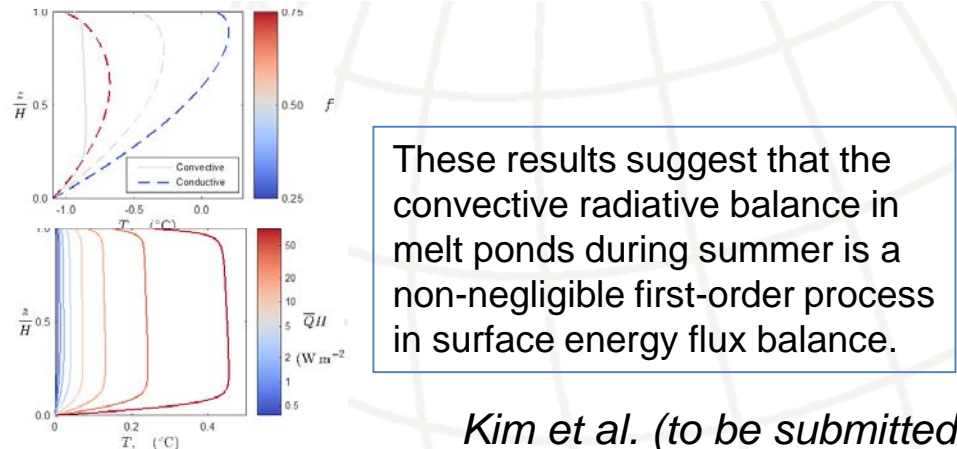 1.0
0.75
z
H
0.5
0.50
f
Convective
Conductive
0.0
0.25
-1.0 -0.5 0.0
(°C)
50
20
10
z
H
0.5
5
Q̅H
2
(W m⁻²
1
0.5
0.0
0 0.2 0.4
T, (°C)
These results suggest that the
convective radiative balance in
melt ponds during summer is a
non-negligible first-order process
in surface energy flux balance.
Kim et al. (to be submitted